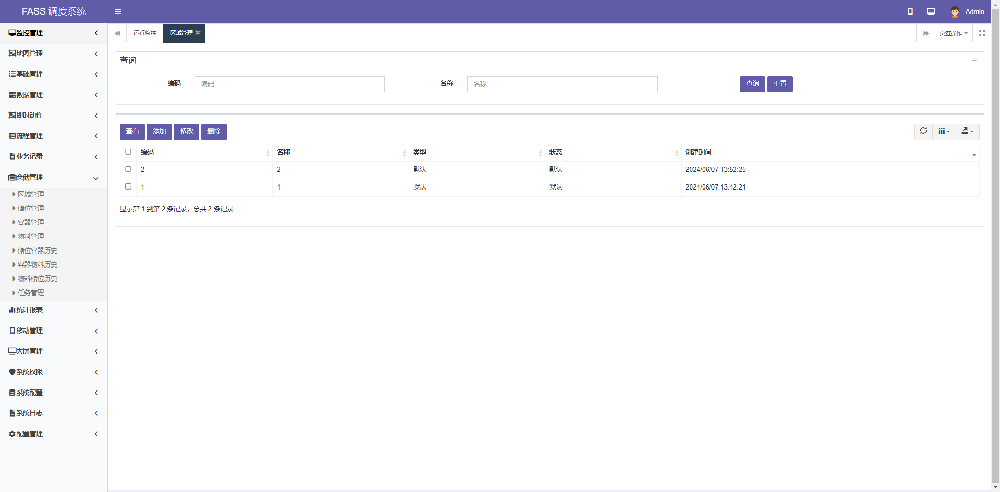 FASS 调度系统
Admin
监控管理
地图管理
基础管理
数据管理
即时动作
流程管理
业务记录
仓储管理
区域管理
储位管理
容器管理
物料管理
储位容器历史
容器物料历史
物料储位历史
任务管理
统计报表
移动管理
大屏管理
系统权限
系统配置
系统日志
配置管理
运行监控 区域管理 页签操作
查询
编码 编码 名称 名称 查询 重置
查看 添加 修改 删除
编码 名称 类型 状态 创建时间
2 2 默认 默认 2024/06/07 13:52:25
1 1 默认 默认 2024/06/07 13:42:21
显示第 1 到第 2 条记录，总共 2 条记录